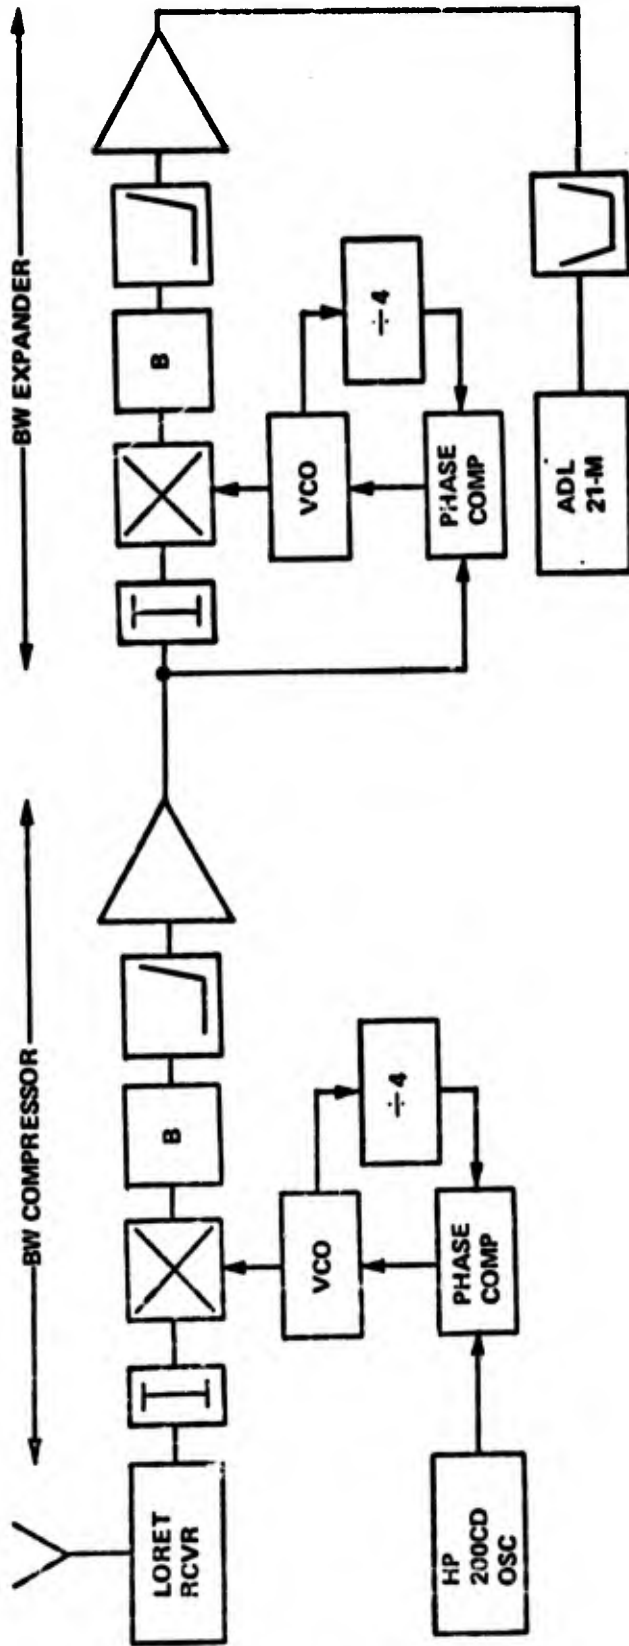 BW COMPRESSOR
BW EXPANDER
LORET
RCVR
B
B
VCO
÷4
VCO
÷4
HP
200CD
OSC
PHASE
COMP
PHASE
COMP
ADL
21-M